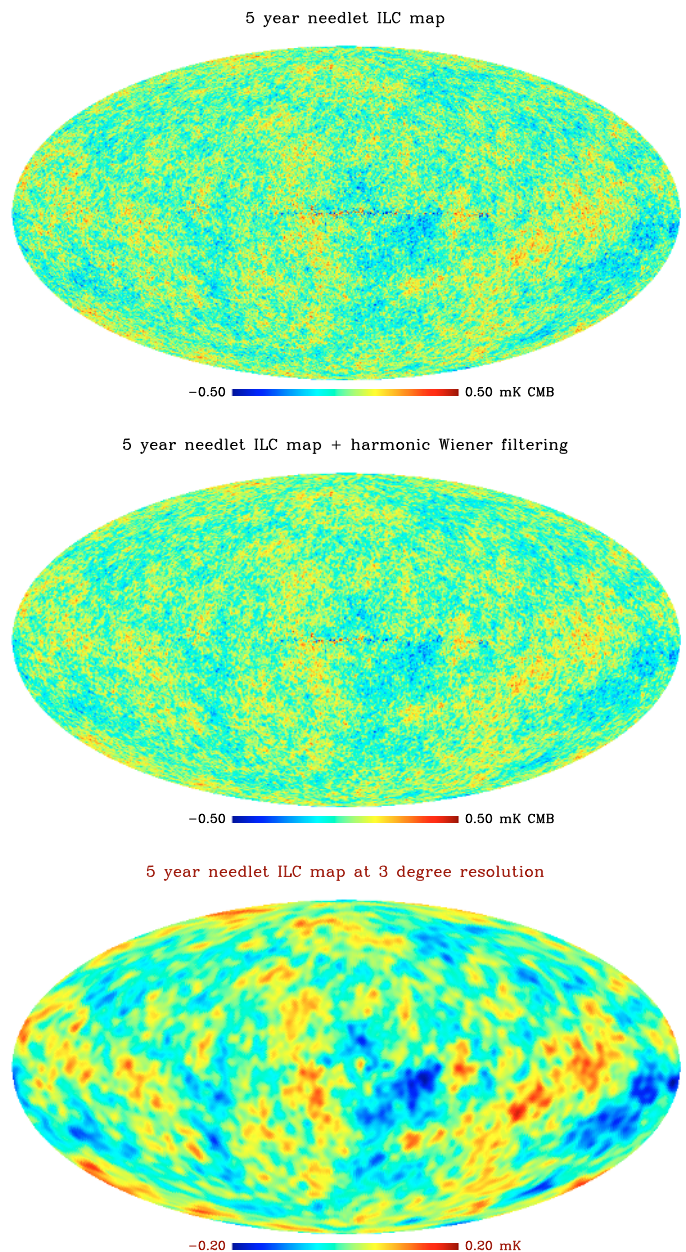 5 year needlet ILC map
−0.50 0.50 mK CMB
5 year needlet ILC map + harmonic Wiener filtering
−0.50 0.50 mK CMB
5 year needlet ILC map at 3 degree resolution
−0.20 0.20 mK